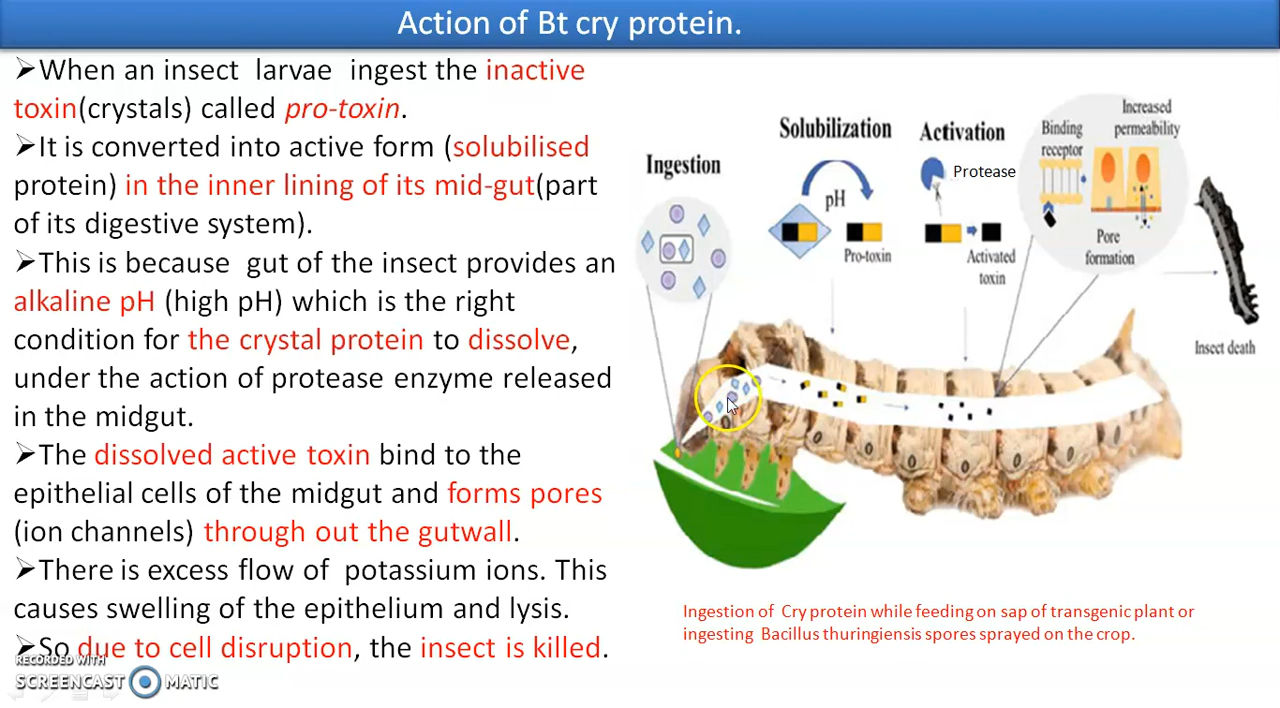 Action of Bt cry protein.
➢When an insect larvae ingest the inactive
toxin(crystals) called pro-toxin.
➢It is converted into active form (solubilised
protein) in the inner lining of its mid-gut(part
of its digestive system).
➢This is because gut of the insect provides an
alkaline pH (high pH) which is the right
condition for the crystal protein to dissolve,
under the action of protease enzyme released
in the midgut.
➢The dissolved active toxin bind to the
epithelial cells of the midgut and forms pores
(ion channels) through out the gutwall.
➢There is excess flow of potassium ions. This
causes swelling of the epithelium and lysis.
➢So due to cell disruption, the insect is killed.
Ingestion
Solubilization
pH
Pro-toxin
Activation
Protease
Activated
toxin
Binding
receptor
Increased
permeability
Pore
formation
Insect death
Ingestion of Cry protein while feeding on sap of transgenic plant or
ingesting Bacillus thuringiensis spores sprayed on the crop.
RECORDED WITH
SCREENCAST MATIC